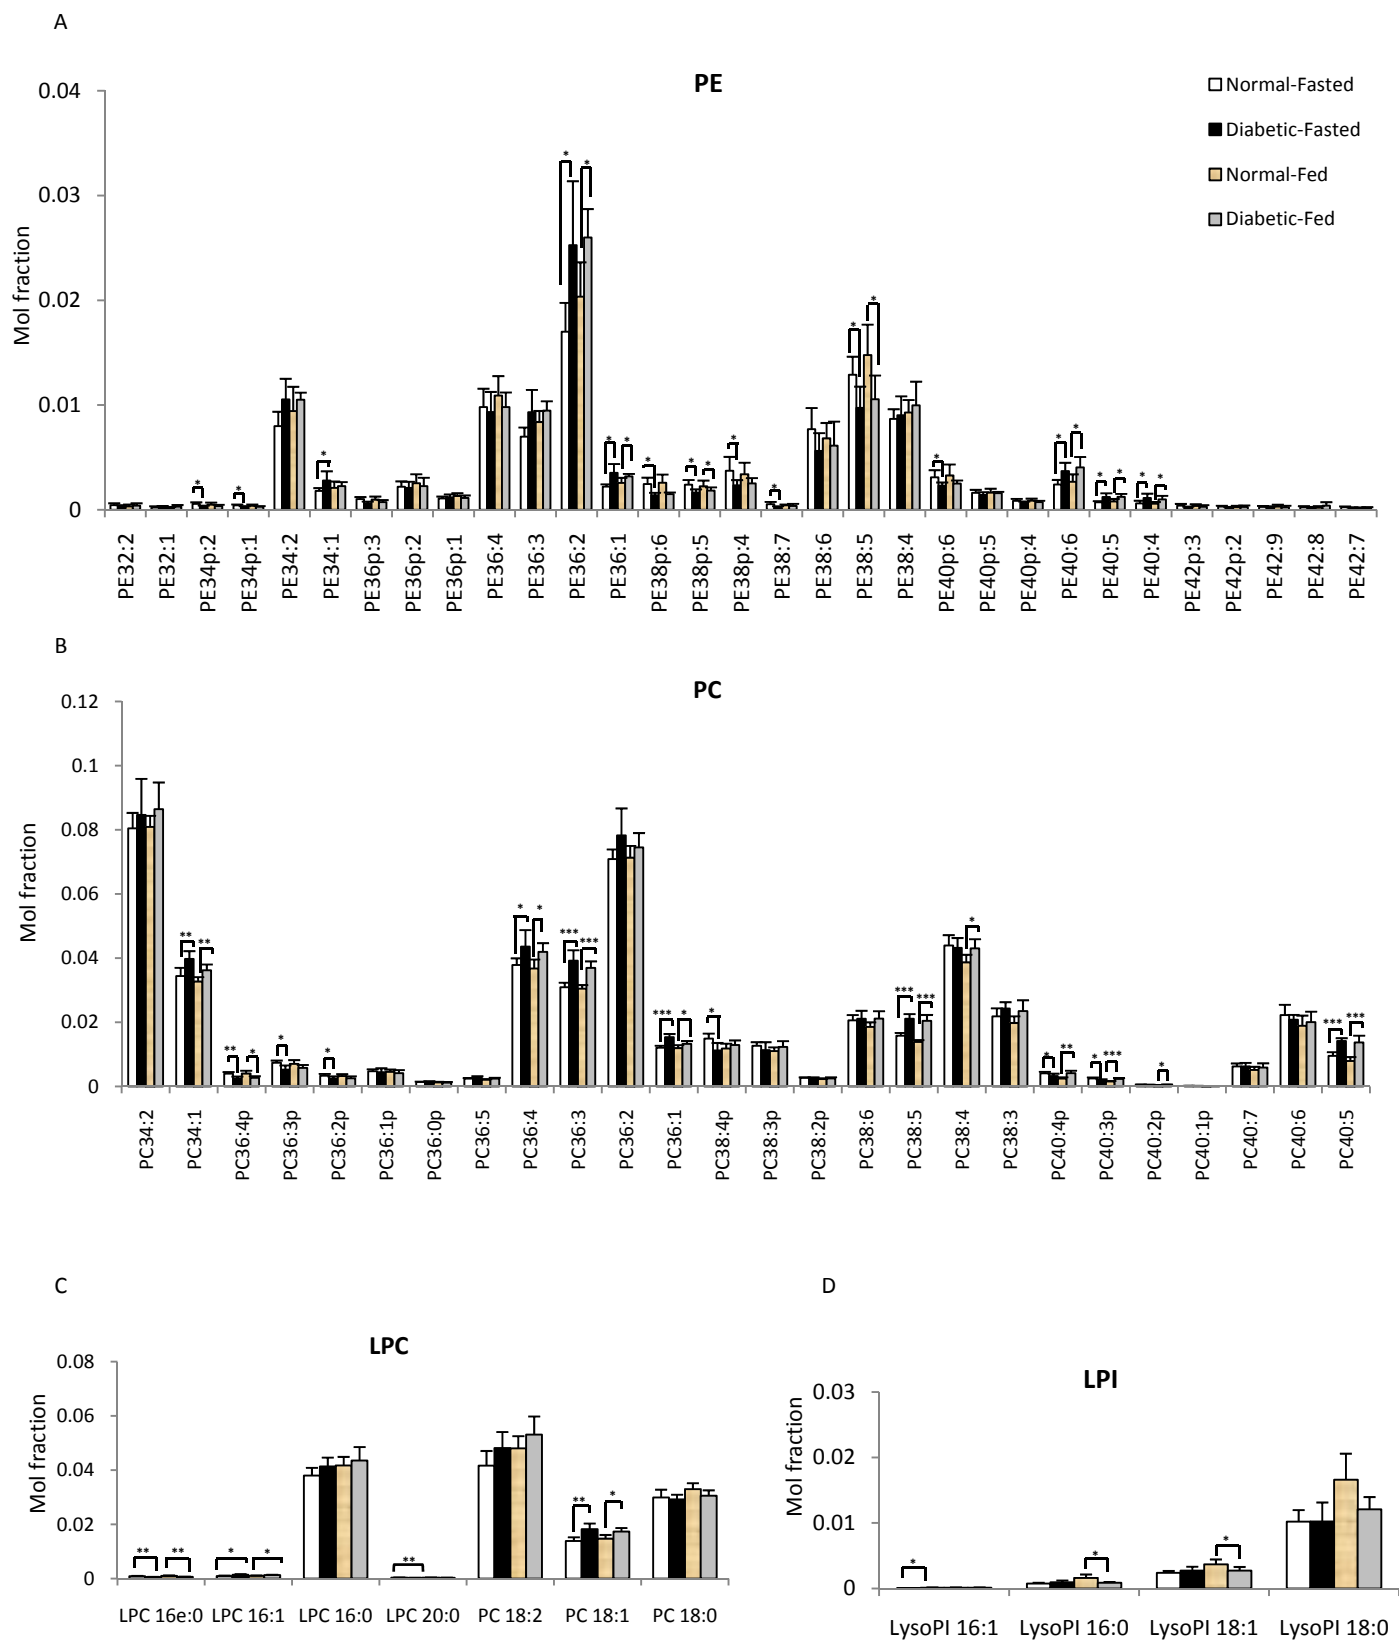 A
PE
Normal-Fasted
Diabetic-Fasted
Normal-Fed
Diabetic-Fed
Mol fraction
0.04
0.03
0.02
0.01
0
* * * * * * * * * * * * * * * * * * * * * *
PE32:2 PE32:1 PE34p:2 PE34p:1 PE34:2 PE34:1 PE36p:3 PE36p:2 PE36p:1 PE36:4 PE36:3 PE36:2 PE36:1 PE38p:6 PE38p:5 PE38p:4 PE38:7 PE38:6 PE38:5 PE38:4 PE40p:6 PE40p:5 PE40p:4 PE40:6 PE40:5 PE40:4 PE42p:3 PE42p:2 PE42:9 PE42:8 PE42:7
B
PC
Mol fraction
0.12
0.1
0.08
0.06
0.04
0.02
0
** ** ** * * * * * *** *** *** * * *** *** * * ** * *** * *** ***
PC34:2 PC34:1 PC36:4p PC36:3p PC36:2p PC36:1p PC36:0p PC36:5 PC36:4 PC36:3 PC36:2 PC36:1 PC38:4p PC38:3p PC38:2p PC38:6 PC38:5 PC38:4 PC38:3 PC40:4p PC40:3p PC40:2p PC40:1p PC40:7 PC40:6 PC40:5
C
LPC
Mol fraction
0.08
0.06
0.04
0.02
0
** ** * * ** ** *
LPC 16e:0 LPC 16:1 LPC 16:0 LPC 20:0 PC 18:2 PC 18:1 PC 18:0
D
LPI
Mol fraction
0.03
0.02
0.01
0
* * *
LysoPI 16:1 LysoPI 16:0 LysoPI 18:1 LysoPI 18:0